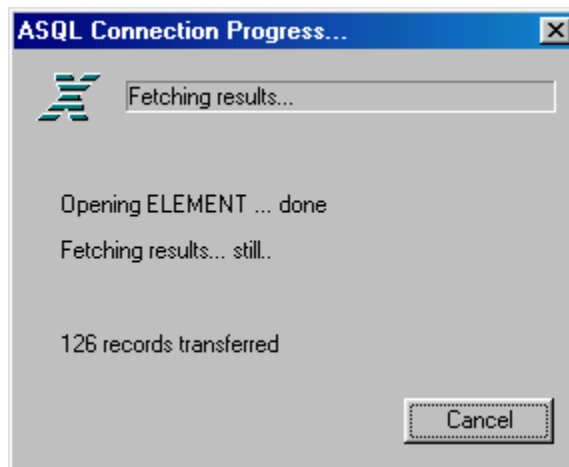 ASQL Connection Progress...
Fetching results...
Opening ELEMENT ... done
Fetching results... still..
126 records transferred
Cancel